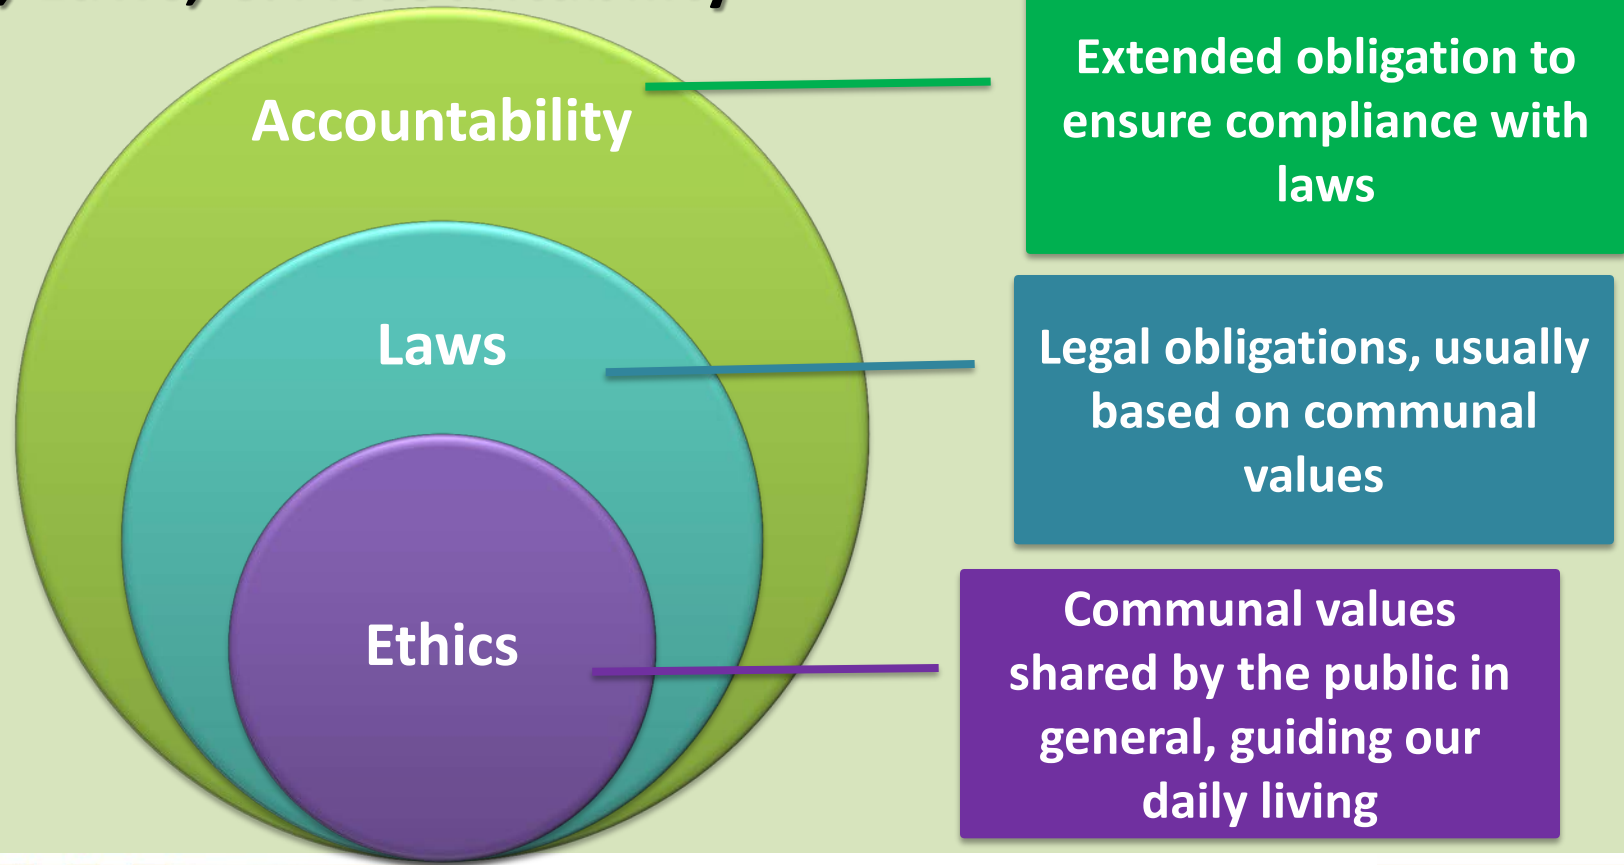 Accountability
Extended obligation to
ensure compliance with
laws
Laws
Legal obligations, usually
based on communal
values
Ethics
Communal values
shared by the public in
general, guiding our
daily living